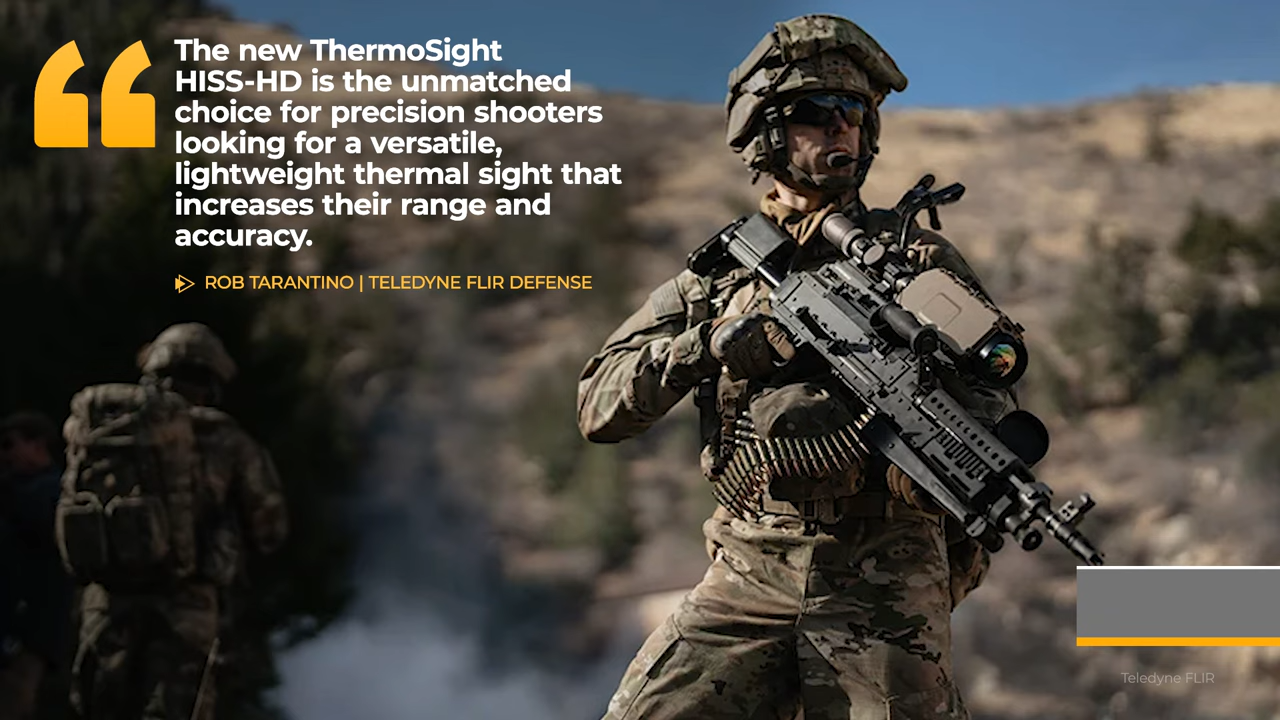 The new ThermoSight
HISS-HD is the unmatched
choice for precision shooters
looking for a versatile,
lightweight thermal sight that
increases their range and
accuracy.
ROB TARANTINO | TELEDYNE FLIR DEFENSE
Teledyne FLIR